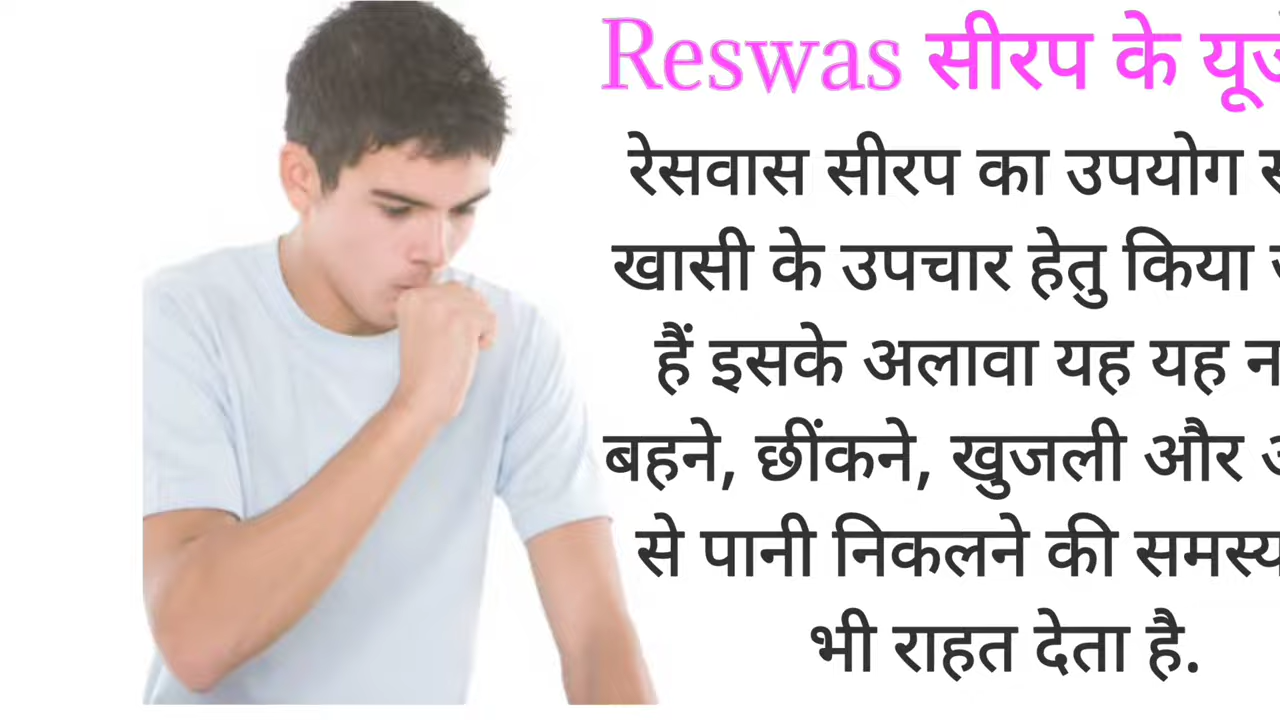 Reswas सीरप के
रेसवास सीरप का उपयोग
खासी के उपचार हेतु किया
हैं इसके अलावा यह यह
बहने, छींकने, खुजली और
से पानी निकलने की
भी राहत देता है.